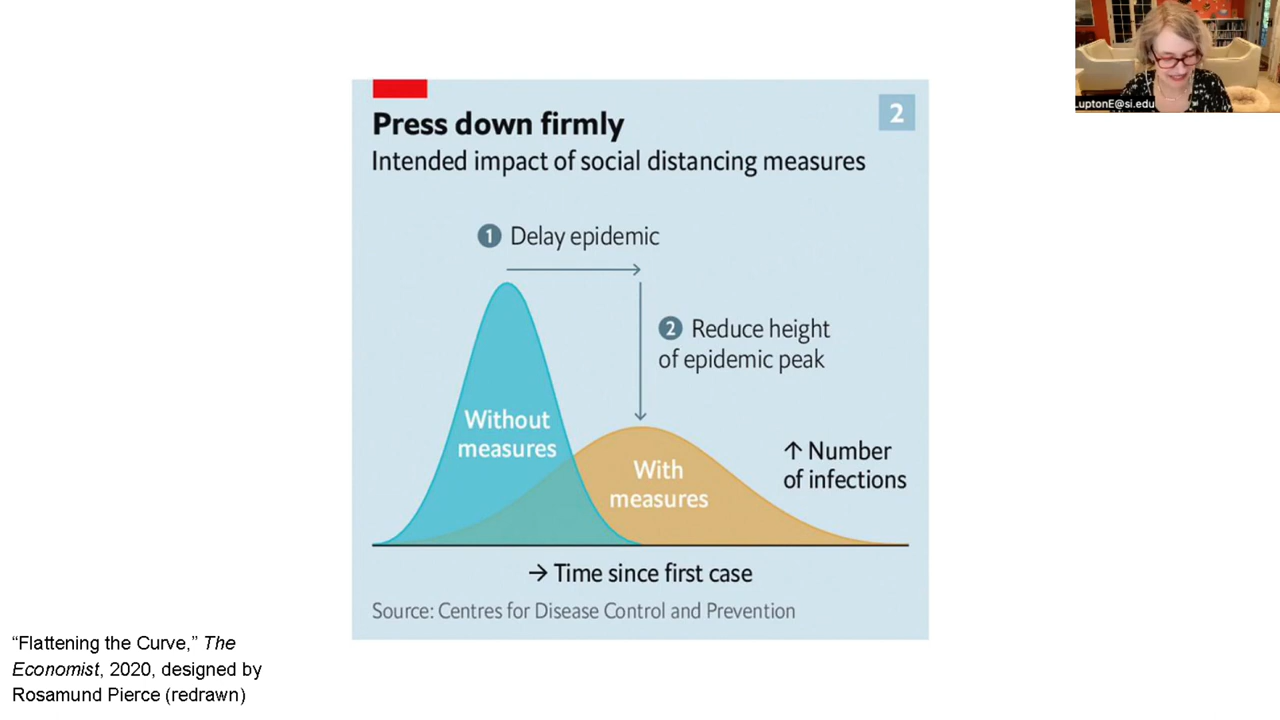 Press down firmly
2
Intended impact of social distancing measures
1 Delay epidemic
2 Reduce height
of epidemic peak
Without
measures
With
measures
↑ Number
of infections
→ Time since first case
Source: Centres for Disease Control and Prevention
“Flattening the Curve,” The
Economist, 2020, designed by
Rosamund Pierce (redrawn)
LuptonE@si.edu